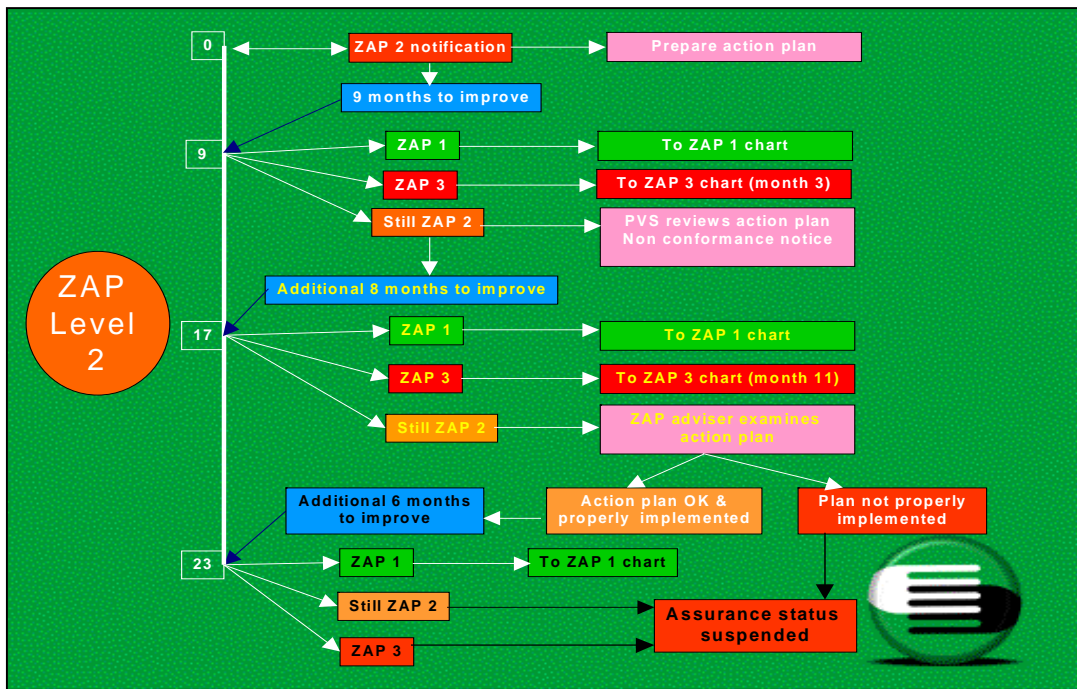 0
ZAP 2 notification
Prepare action plan
9 months to improve
9
ZAP 1
To ZAP 1 chart
ZAP 3
To ZAP 3 chart (month 3)
Still ZAP 2
PVS reviews action plan
Non conformance notice
Additional 8 months to improve
ZAP
Level
2
17
ZAP 1
To ZAP 1 chart
ZAP 3
To ZAP 3 chart (month 11)
Still ZAP 2
ZAP adviser examines
action plan
Additional 6 months
to improve
Action plan OK &
properly implemented
Plan not properly
implemented
23
ZAP 1
To ZAP 1 chart
Still ZAP 2
ZAP 3
Assurance status
suspended